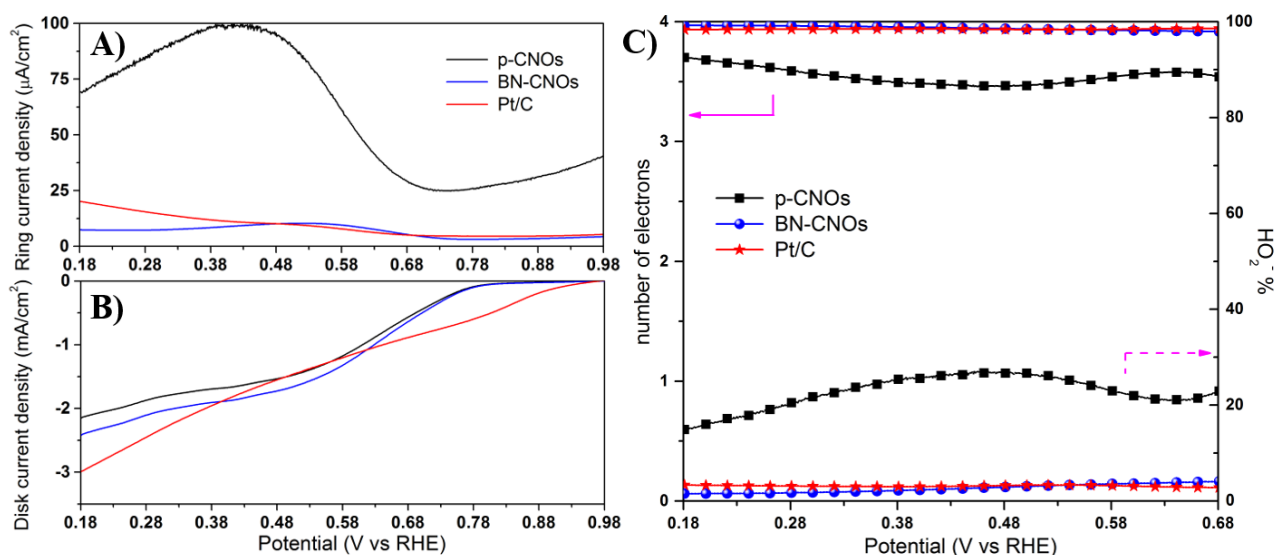 A)
Ring current density (μA/cm²)
100
75
50
25
0
p-CNOs
BN-CNOs
Pt/C
0.18 0.28 0.38 0.48 0.58 0.68 0.78 0.88 0.98
B)
Disk current density (mA/cm²)
0
-1
-2
-3
0.18 0.28 0.38 0.48 0.58 0.68 0.78 0.88 0.98
Potential (V vs RHE)
C)
number of electrons
4
3
2
1
0
p-CNOs
BN-CNOs
Pt/C
100
80
60
40
20
0
HO₂⁻ %
0.18 0.28 0.38 0.48 0.58 0.68
Potential (V vs RHE)